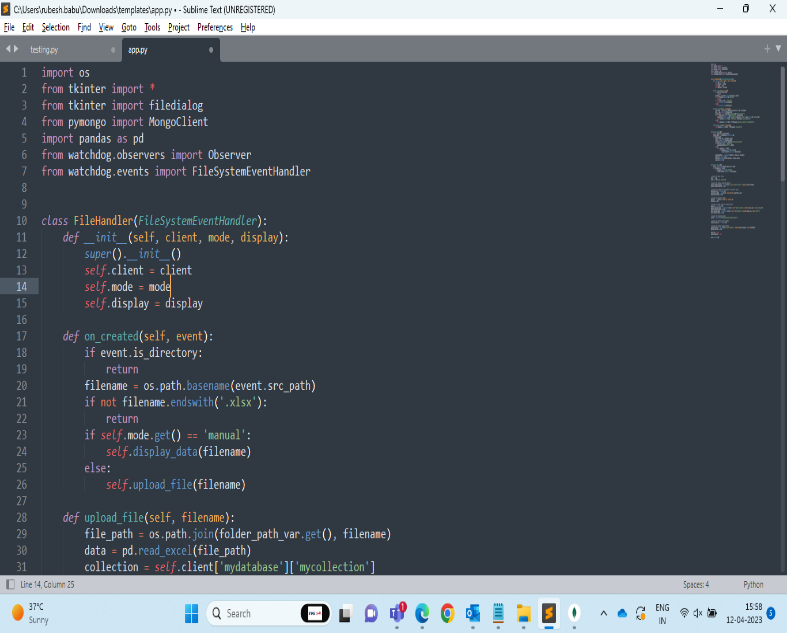 C:\Users\rubesh.babu\Downloads\templates\app.py • - Sublime Text (UNREGISTERED)
File Edit Selection Find View Goto Tools Project Preferences Help
testing.py app.py
1 import os
2 from tkinter import *
3 from tkinter import filedialog
4 from pymongo import MongoClient
5 import pandas as pd
6 from watchdog.observers import Observer
7 from watchdog.events import FileSystemEventHandler
8
9
10 class FileHandler(FileSystemEventHandler):
11 def __init__(self, client, mode, display):
12 super().__init__()
13 self.client = client
14 self.mode = mode
15 self.display = display
16
17 def on_created(self, event):
18 if event.is_directory:
19 return
20 filename = os.path.basename(event.src_path)
21 if not filename.endswith('.xlsx'):
22 return
23 if self.mode.get() == 'manual':
24 self.display_data(filename)
25 else:
26 self.upload_file(filename)
27
28 def upload_file(self, filename):
29 file_path = os.path.join(folder_path_var.get(), filename)
30 data = pd.read_excel(file_path)
31 collection = self.client['mydatabase']['mycollection']
Line 14, Column 25 Spaces: 4 Python
37°C
Sunny
Search
1
ENG
IN
15:58
12-04-2023
5